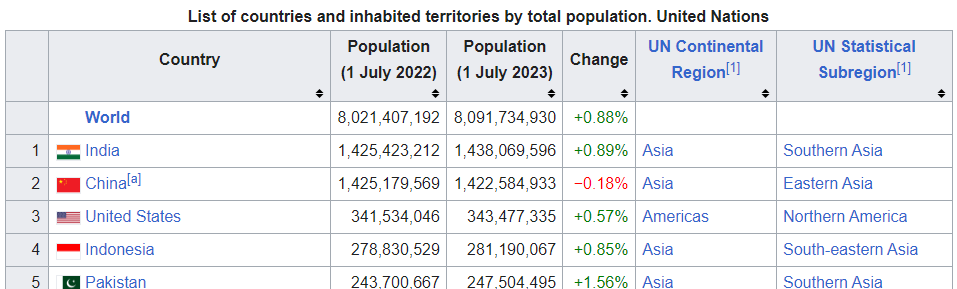 List of countries and inhabited territories by total population. United Nations
Country Population (1 July 2022) Population (1 July 2023) Change UN Continental Region[1] UN Statistical Subregion[1]
World 8,021,407,192 8,091,734,930 +0.88%
1 India 1,425,423,212 1,438,069,596 +0.89% Asia Southern Asia
2 China[a] 1,425,179,569 1,422,584,933 −0.18% Asia Eastern Asia
3 United States 341,534,046 343,477,335 +0.57% Americas Northern America
4 Indonesia 278,830,529 281,190,067 +0.85% Asia South-eastern Asia
5 Pakistan 243,700,667 247,504,495 +1.56% Asia Southern Asia